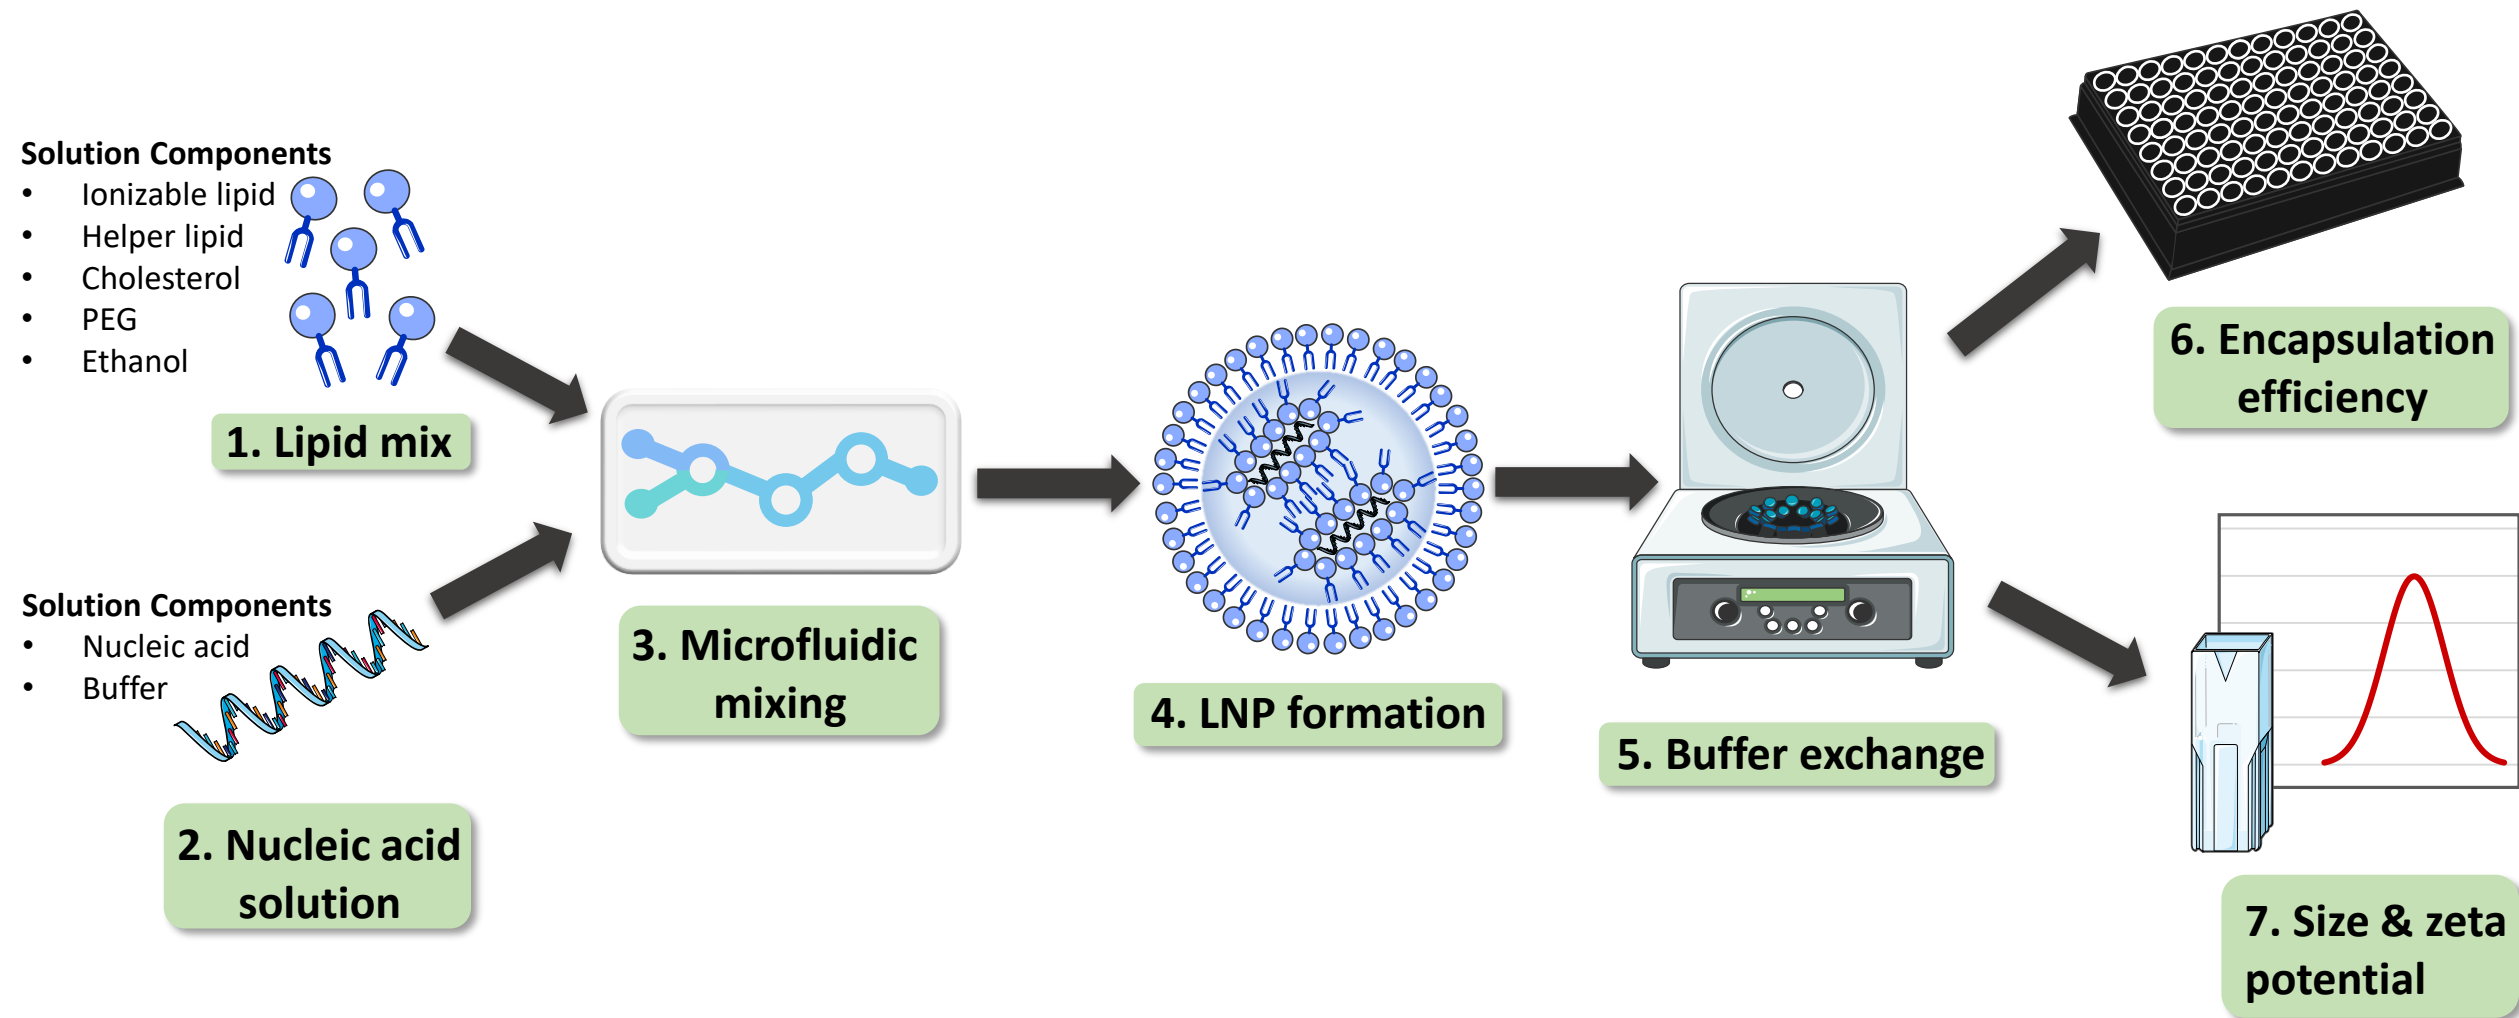 Solution Components
• Ionizable lipid
• Helper lipid
• Cholesterol
• PEG
• Ethanol
1. Lipid mix
Solution Components
• Nucleic acid
• Buffer
2. Nucleic acid
solution
3. Microfluidic
mixing
4. LNP formation
5. Buffer exchange
6. Encapsulation
efficiency
7. Size & zeta
potential